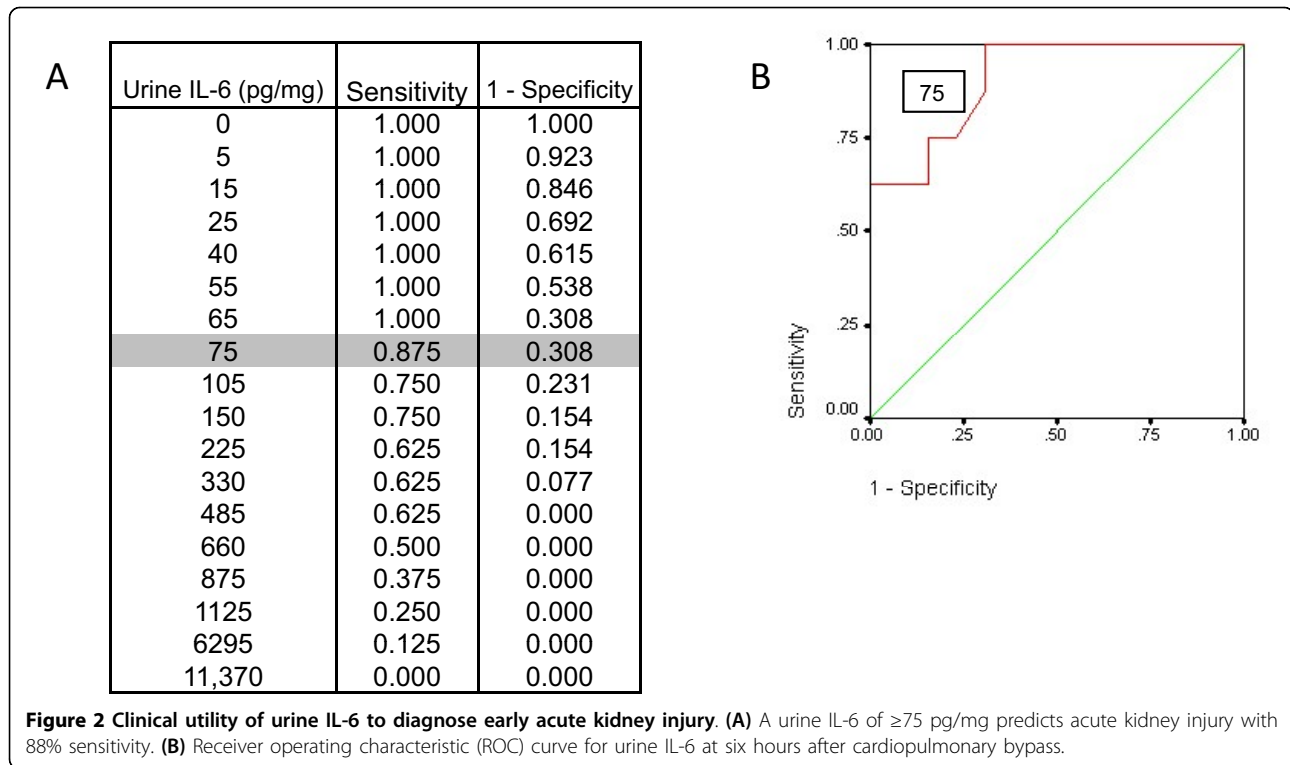 A
Urine IL-6 (pg/mg) Sensitivity 1 - Specificity
0 1.000 1.000
5 1.000 0.923
15 1.000 0.846
25 1.000 0.692
40 1.000 0.615
55 1.000 0.538
65 1.000 0.308
75 0.875 0.308
105 0.750 0.231
150 0.750 0.154
225 0.625 0.154
330 0.625 0.077
485 0.625 0.000
660 0.500 0.000
875 0.375 0.000
1125 0.250 0.000
6295 0.125 0.000
11,370 0.000 0.000
B
1.00
75
.75
.50
.25
0.00
Sensitivity
0.00 .25 .50 .75 1.00
1 - Specificity
Figure 2 Clinical utility of urine IL-6 to diagnose early acute kidney injury. (A) A urine IL-6 of ≥75 pg/mg predicts acute kidney injury with
88% sensitivity. (B) Receiver operating characteristic (ROC) curve for urine IL-6 at six hours after cardiopulmonary bypass.